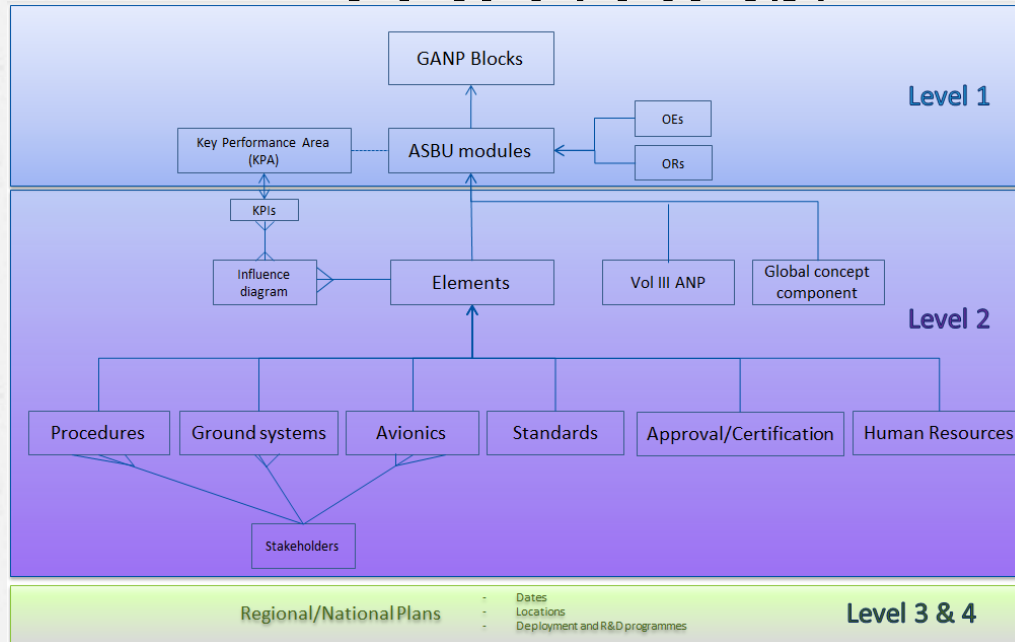 GANP Blocks
Level 1
OEs
Key Performance Area
(KPA)
ASBU modules
ORs
KPIs
Influence
diagram
Elements
Vol III ANP
Global concept
component
Level 2
Procedures
Ground systems
Avionics
Standards
Approval/Certification
Human Resources
Stakeholders
Regional/National Plans
- Dates
- Locations
- Deployment and R&D programmes
Level 3 & 4